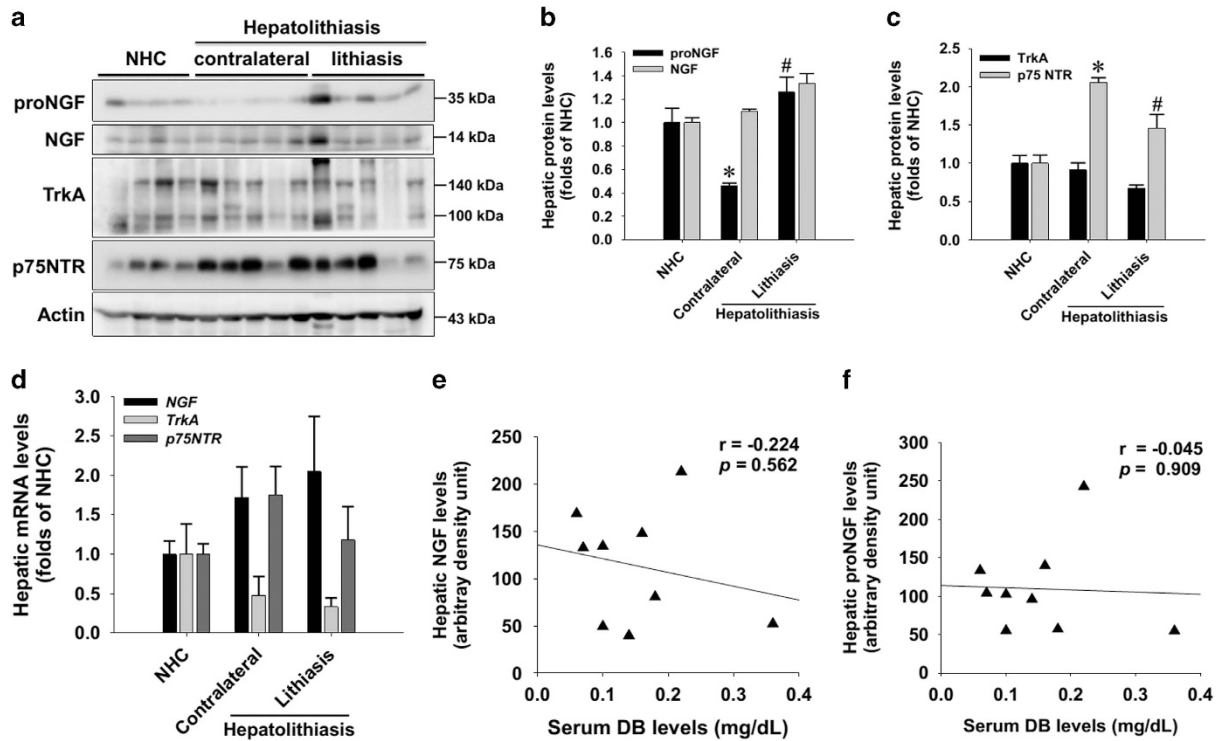 a
Hepatolithiasis
NHC contralateral lithiasis
proNGF
35 kDa
NGF
14 kDa
TrkA
140 kDa
100 kDa
p75NTR
75 kDa
Actin
43 kDa
b
Hepatic protein levels
(folds of NHC)
1.6
1.4
1.2
1.0
0.8
0.6
0.4
0.2
0.0
proNGF
NGF
*
#
NHC
Contralateral
Lithiasis
Hepatolithiasis
c
Hepatic protein levels
(folds of NHC)
2.5
2.0
1.5
1.0
0.5
0.0
TrkA
p75 NTR
*
#
NHC
Contralateral
Lithiasis
Hepatolithiasis
d
Hepatic mRNA levels
(folds of NHC)
3.0
2.5
2.0
1.5
1.0
0.5
0.0
NGF
TrkA
p75NTR
NHC
Contralateral
Lithiasis
Hepatolithiasis
e
Hepatic NGF levels
(arbitray density unit)
250
200
150
100
50
0
r = -0.224
p = 0.562
0.0 0.1 0.2 0.3 0.4
Serum DB levels (mg/dL)
f
Hepatic proNGF levels
(arbitrary density unit)
300
250
200
150
100
50
0
r = -0.045
p = 0.909
0.0 0.1 0.2 0.3 0.4
Serum DB levels (mg/dL)